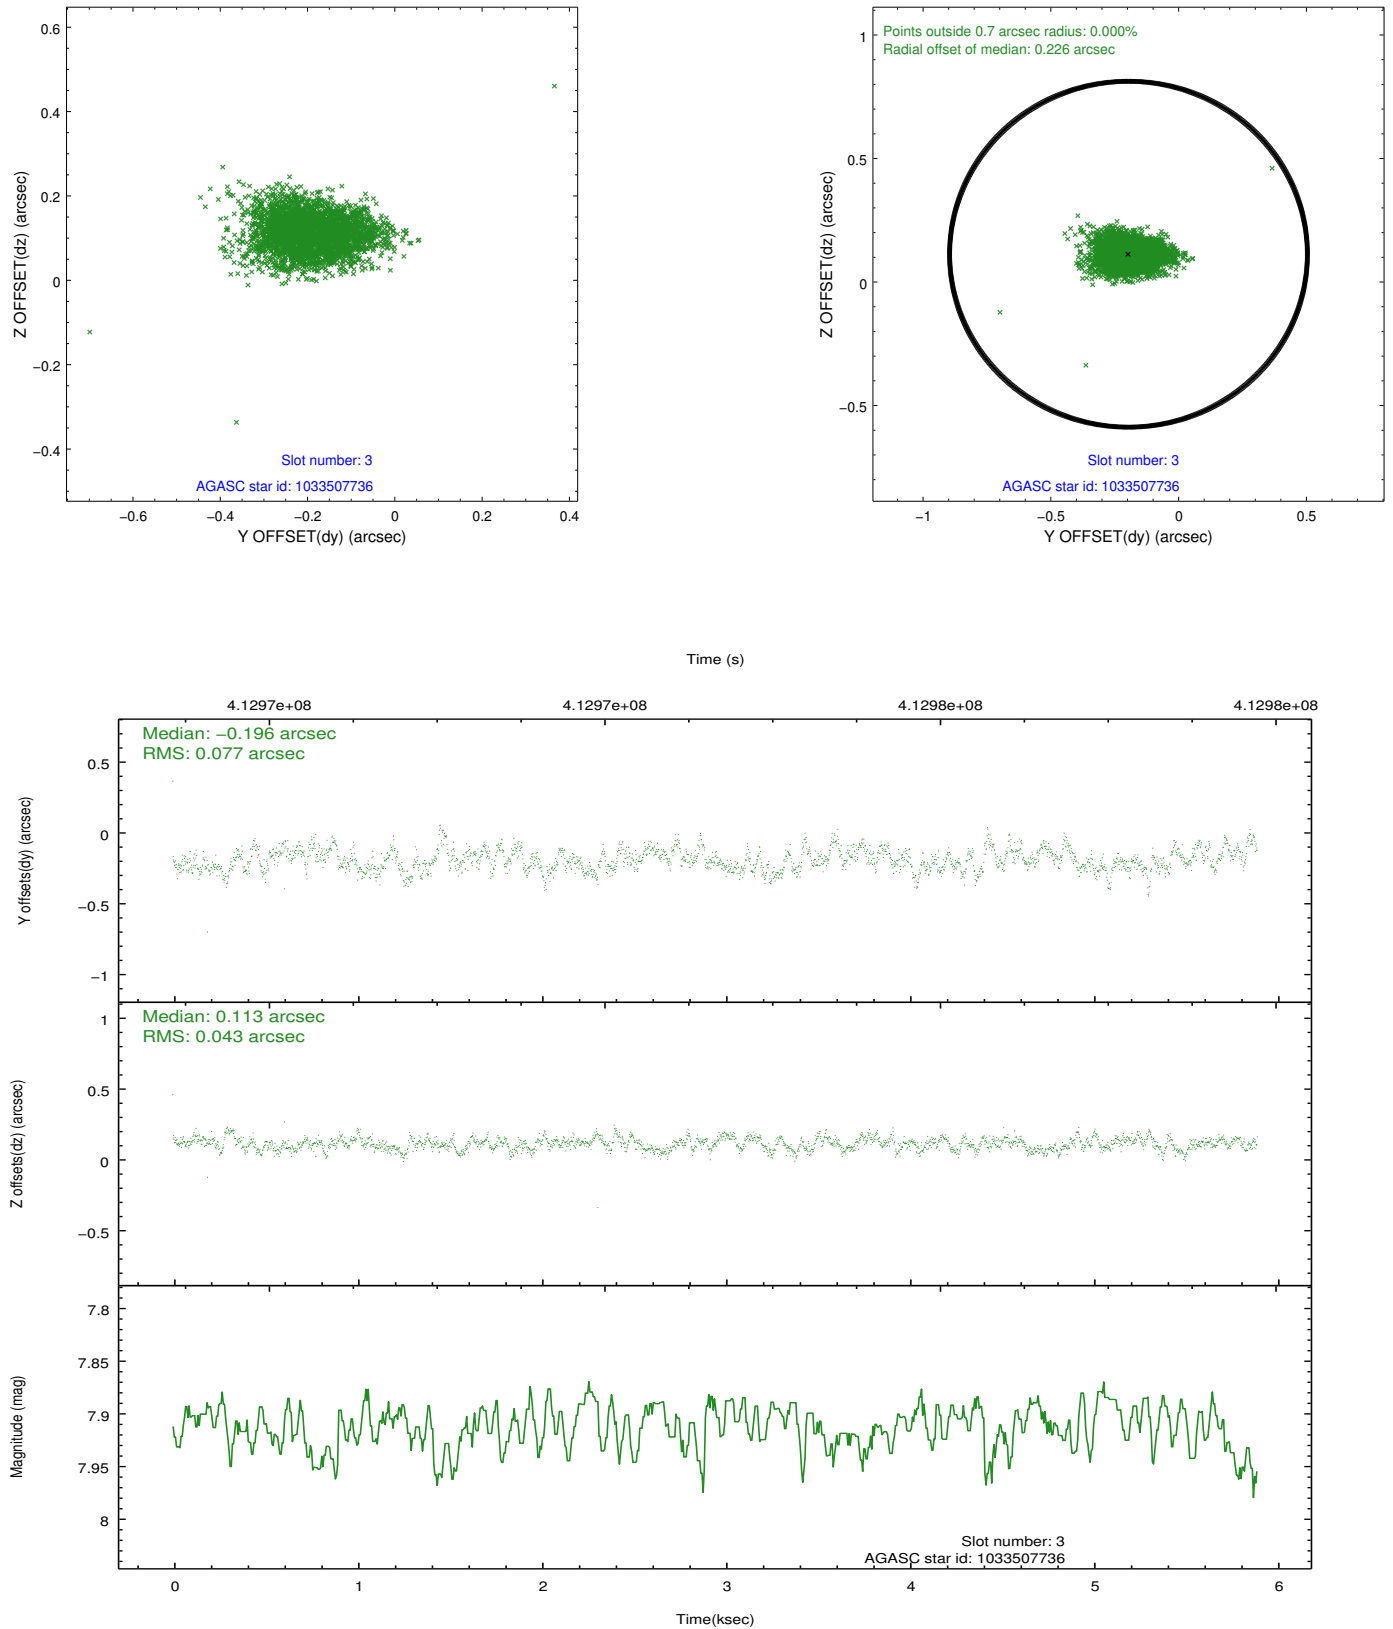 0.6
0.4
0.2
0
−0.2
−0.4
Z OFFSET(dz) (arcsec)
Slot number: 3
AGASC star id: 1033507736
−0.6 −0.4 −0.2 0 0.2 0.4
Y OFFSET(dy) (arcsec)
Points outside 0.7 arcsec radius: 0.000%
Radial offset of median: 0.226 arcsec
1
0.5
0
−0.5
Z OFFSET(dz) (arcsec)
Slot number: 3
AGASC star id: 1033507736
−1 −0.5 0 0.5
Y OFFSET(dy) (arcsec)
Time (s)
4.1297e+08 4.1297e+08 4.1298e+08 4.1298e+08
Median: −0.196 arcsec
RMS: 0.077 arcsec
0.5
0
−0.5
−1
Y offsets(dy) (arcsec)
Median: 0.113 arcsec
RMS: 0.043 arcsec
1
0.5
0
−0.5
Z offsets(dz) (arcsec)
7.8
7.85
7.9
7.95
8
Magnitude (mag)
Slot number: 3
AGASC star id: 1033507736
0 1 2 3 4 5 6
Time(ksec)